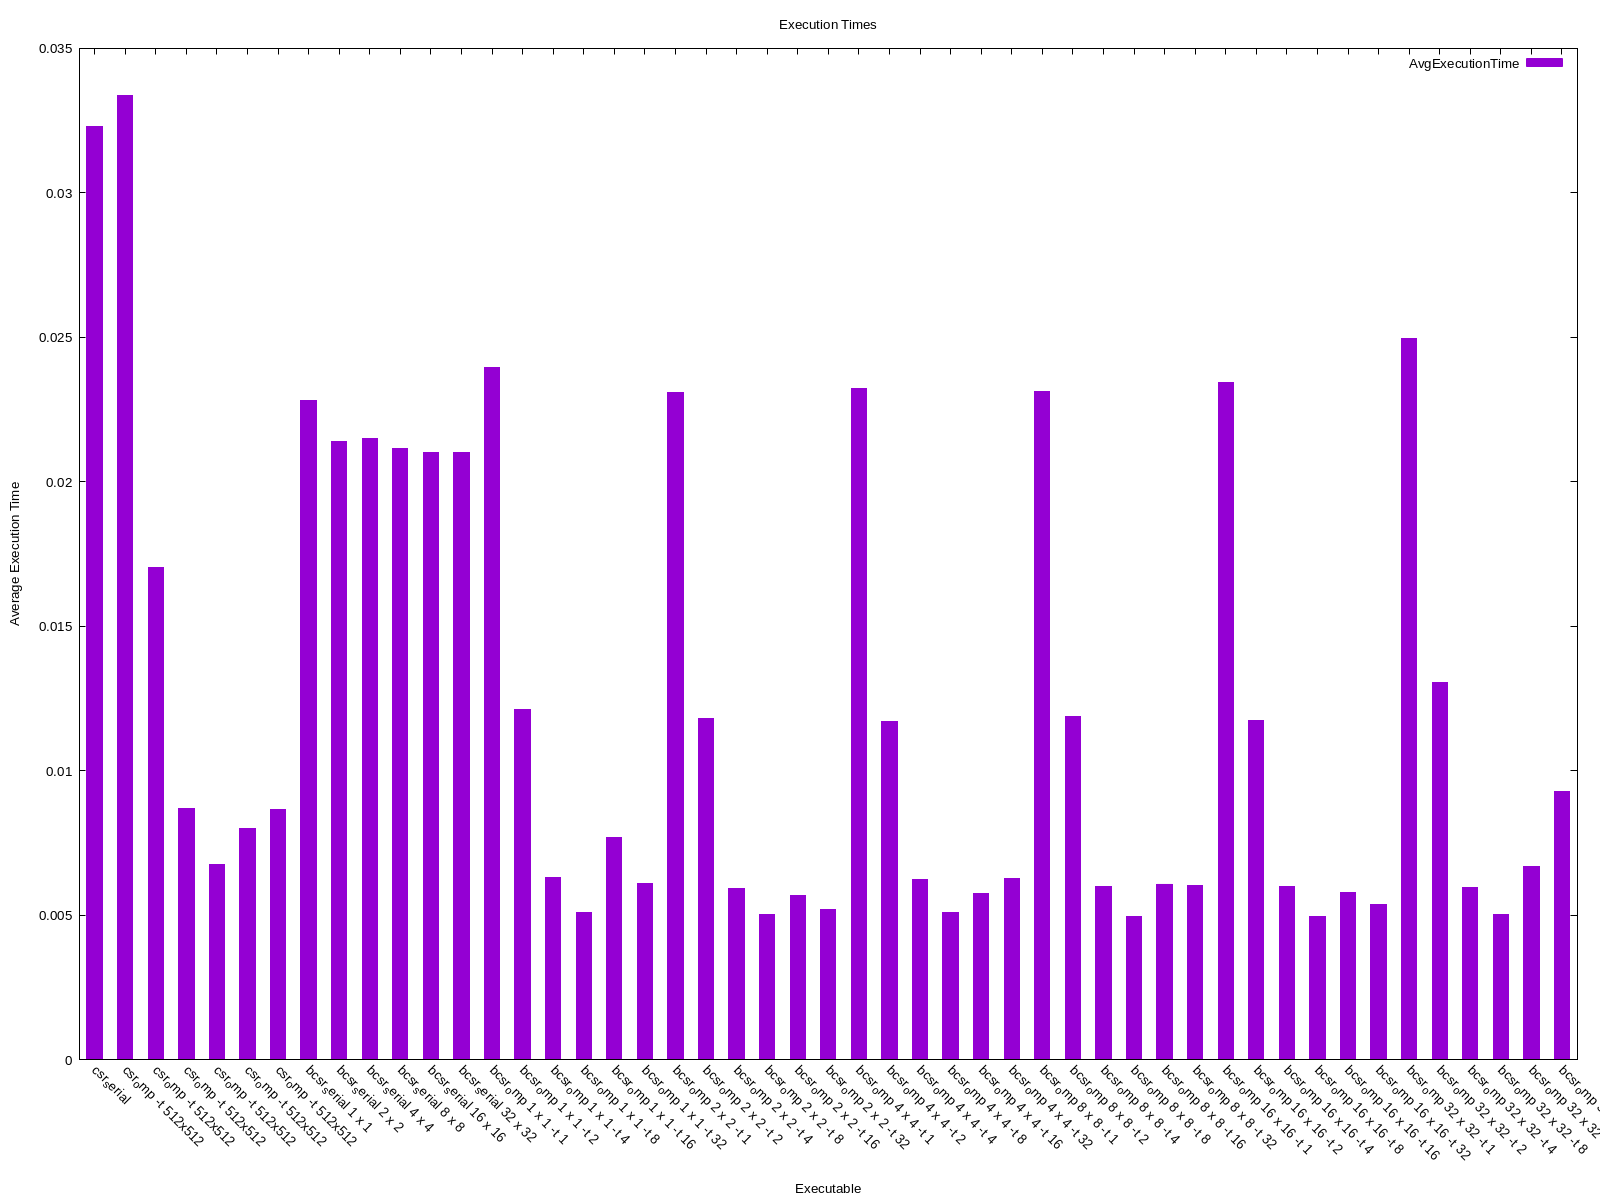 Execution Times
AvgExecutionTime
0.035
0.03
0.025
0.02
0.015
0.01
0.005
0
Average Execution Time
csrserial
csromp -t 512x512
csromp -t 512x512
csromp -t 512x512
csromp -t 512x512
csromp -t 512x512
csromp -t 512x512
bcsrserial 1 x 1
bcsrserial 2 x 2
bcsrserial 4 x 4
bcsrserial 8 x 8
bcsrserial 16 x 16
bcsrserial 32 x 32
bcsromp 1 x 1 -t 1
bcsromp 1 x 1 -t 2
bcsromp 1 x 1 -t 4
bcsromp 1 x 1 -t 8
bcsromp 1 x 1 -t 16
bcsromp 1 x 1 -t 32
bcsromp 2 x 2 -t 1
bcsromp 2 x 2 -t 2
bcsromp 2 x 2 -t 4
bcsromp 2 x 2 -t 8
bcsromp 2 x 2 -t 16
bcsromp 2 x 2 -t 32
bcsromp 4 x 4 -t 1
bcsromp 4 x 4 -t 2
bcsromp 4 x 4 -t 4
bcsromp 4 x 4 -t 8
bcsromp 4 x 4 -t 16
bcsromp 4 x 4 -t 32
bcsromp 8 x 8 -t 1
bcsromp 8 x 8 -t 2
bcsromp 8 x 8 -t 4
bcsromp 8 x 8 -t 8
bcsromp 8 x 8 -t 16
bcsromp 8 x 8 -t 32
bcsromp 16 x 16 -t 1
bcsromp 16 x 16 -t 2
bcsromp 16 x 16 -t 4
bcsromp 16 x 16 -t 8
bcsromp 16 x 16 -t 16
bcsromp 16 x 16 -t 32
bcsromp 32 x 32 -t 1
bcsromp 32 x 32 -t 2
bcsromp 32 x 32 -t 4
bcsromp 32 x 32 -t 8
bcsromp 32 x 32
bcsromp
Executable